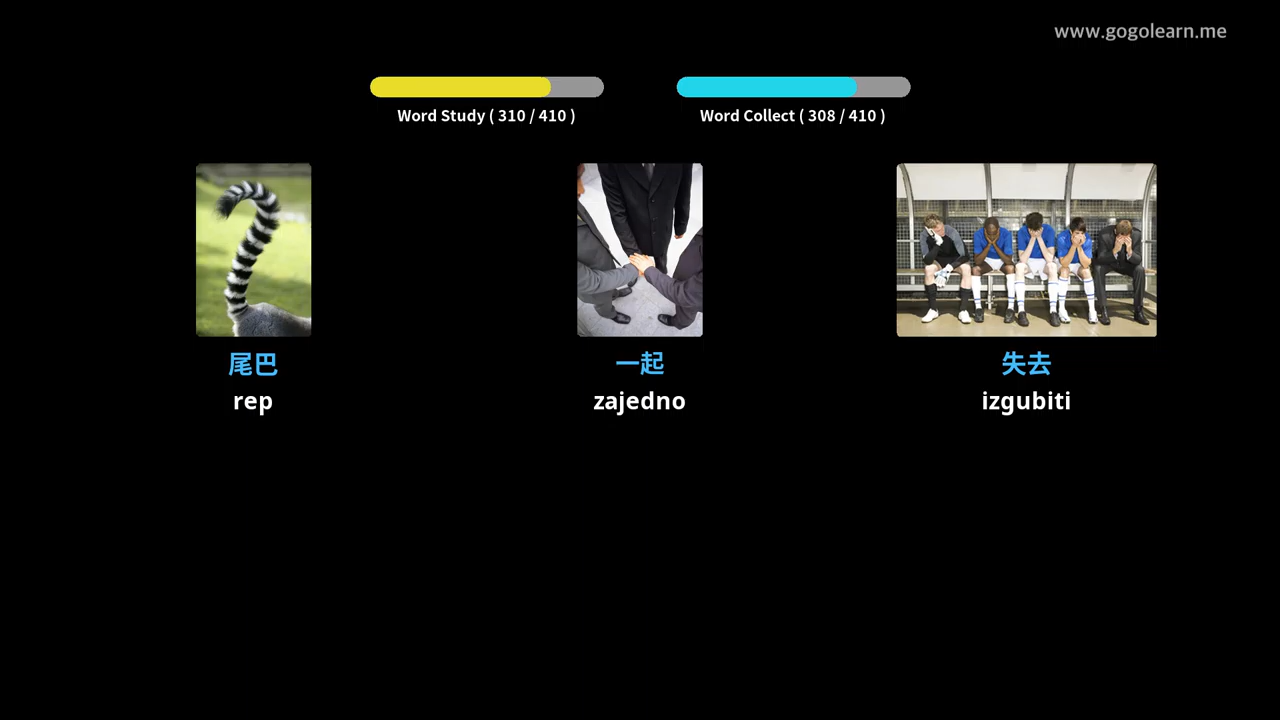 www.gogolearn.me
Word Study ( 310 / 410 )
Word Collect ( 308 / 410 )
尾巴
rep
一起
zajedno
失去
izgubiti